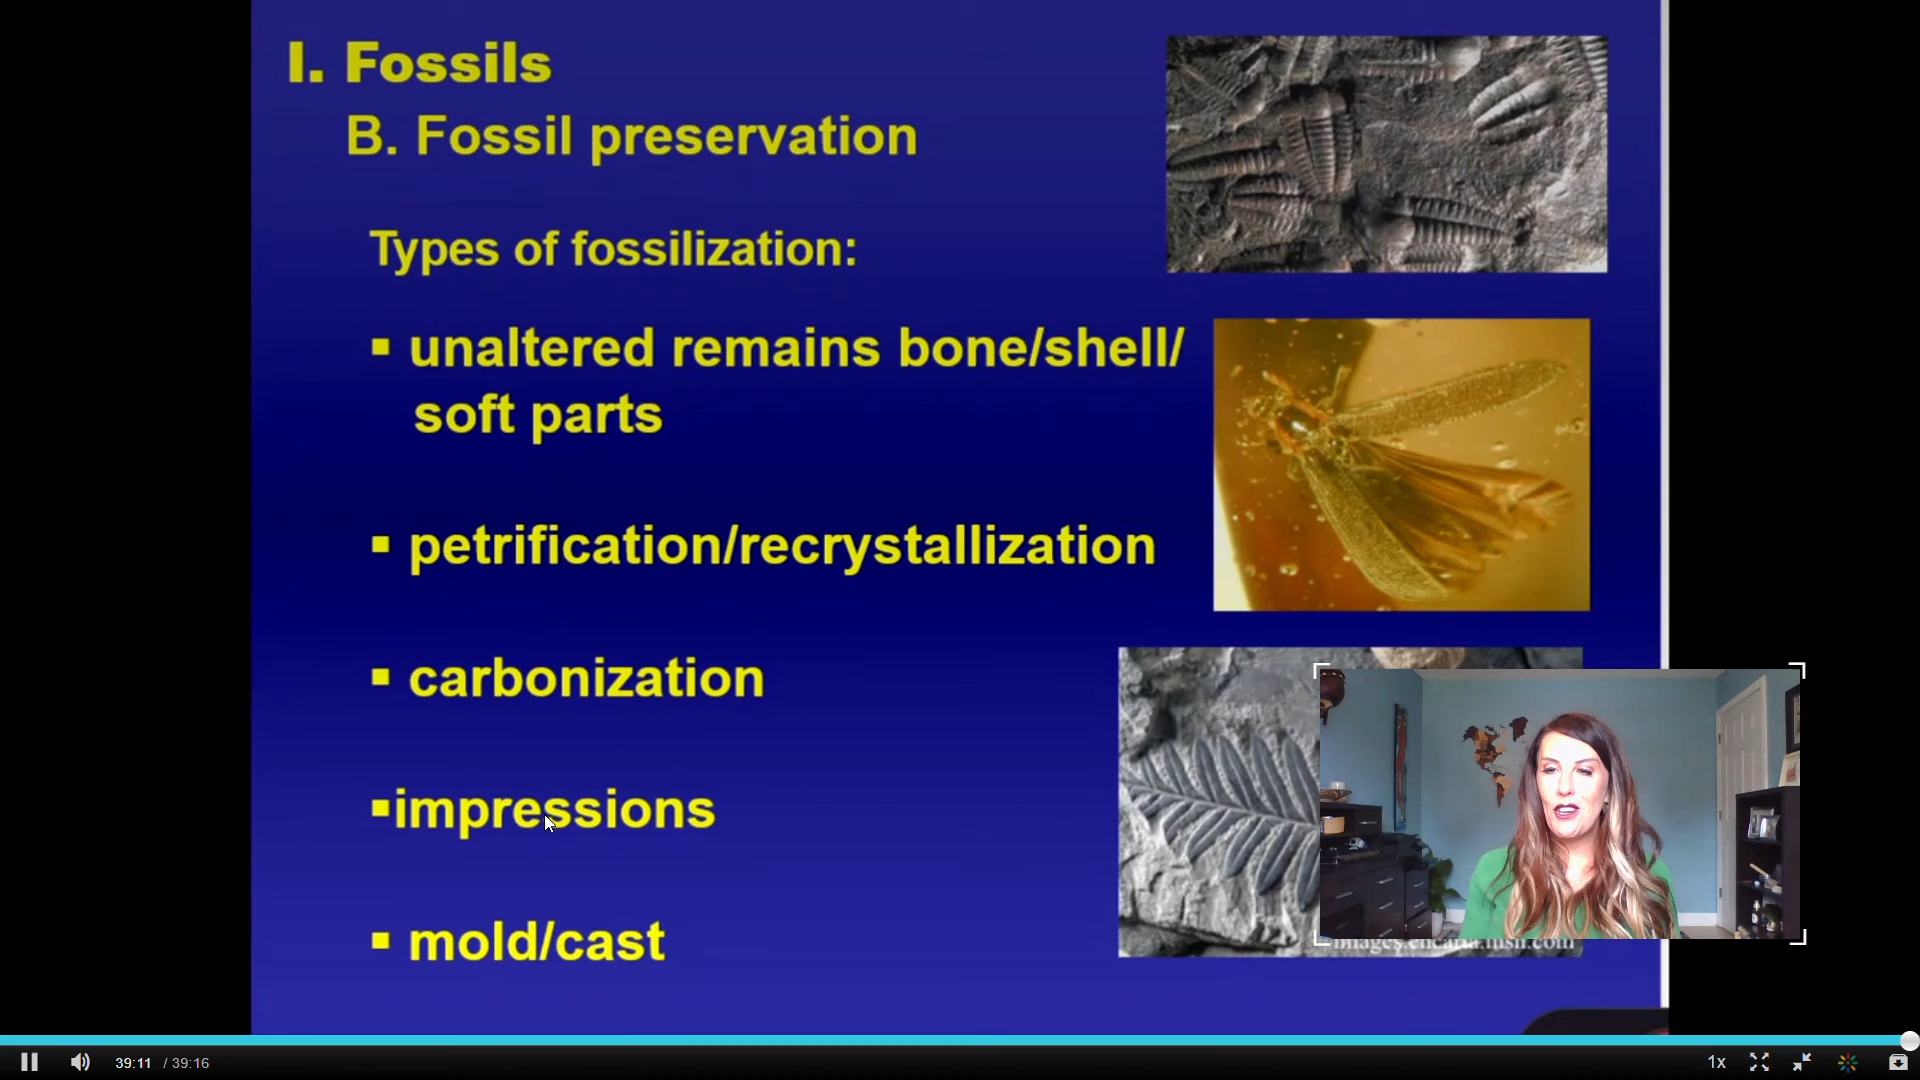 I. Fossils
B. Fossil preservation
Types of fossilization:
▪ unaltered remains bone/shell/
soft parts
▪ petrification/recrystallization
▪ carbonization
▪impressions
▪ mold/cast
images.encarta.msn.com
39:11 / 39:16
1x